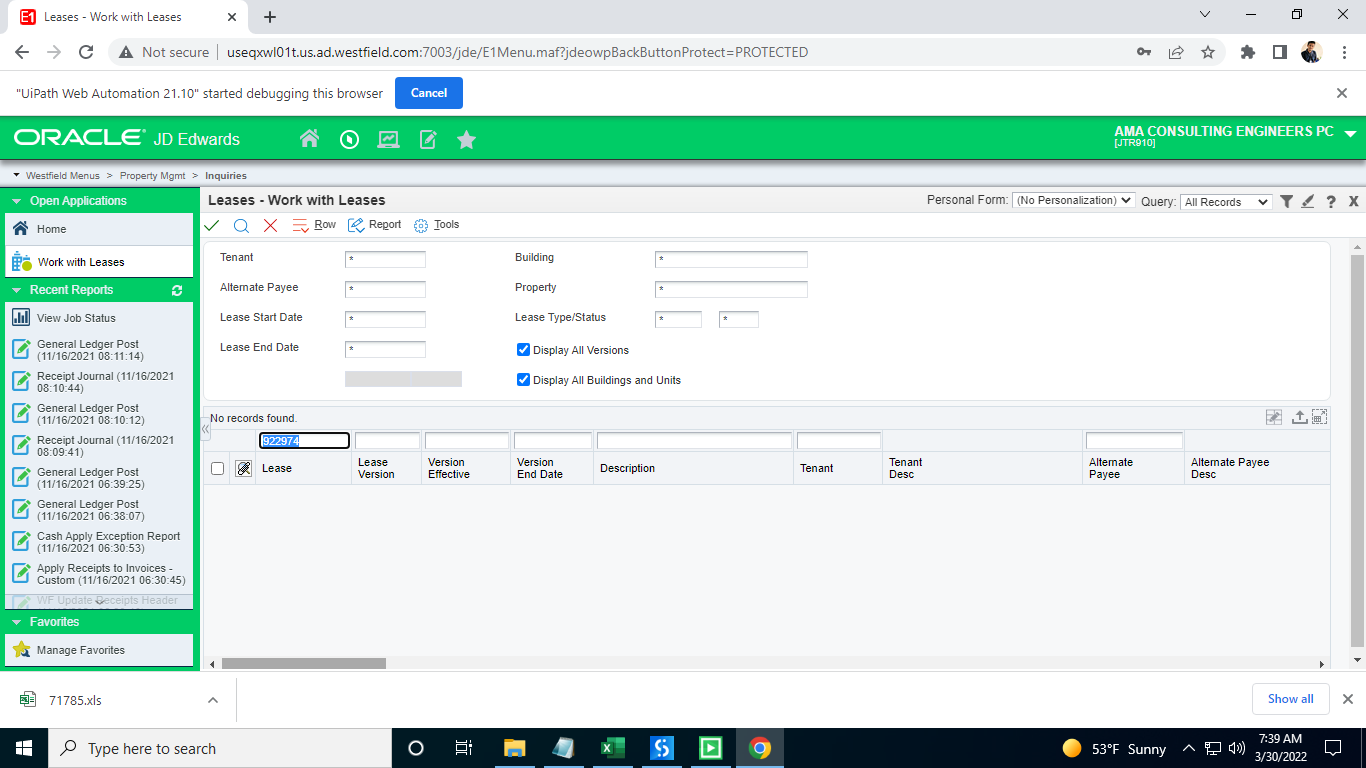 Leases - Work with Leases
Not secure
useqxwl01t.us.ad.westfield.com:7003/jde/E1Menu.maf?jdeowpBackButtonProtect=PROTECTED
"UiPath Web Automation 21.10" started debugging this browser
Cancel
ORACLE JD Edwards
AMA CONSULTING ENGINEERS PC
[JTR910]
Westfield Menus > Property Mgmt > Inquiries
Open Applications
Home
Work with Leases
Recent Reports
View Job Status
General Ledger Post
(11/16/2021 08:11:14)
Receipt Journal (11/16/2021
08:10:44)
General Ledger Post
(11/16/2021 08:10:12)
Receipt Journal (11/16/2021
08:09:41)
General Ledger Post
(11/16/2021 06:39:25)
General Ledger Post
(11/16/2021 06:38:07)
Cash Apply Exception Report
(11/16/2021 06:30:53)
Apply Receipts to Invoices -
Custom (11/16/2021 06:30:45)
WF Update Receipts Header
Favorites
Manage Favorites
Leases - Work with Leases
Personal Form: (No Personalization) Query: All Records
Row Report Tools
Tenant * Building *
Alternate Payee * Property *
Lease Start Date * Lease Type/Status * *
Lease End Date * Display All Versions
Display All Buildings and Units
No records found.
922974
Lease
Lease
Version
Version
Effective
Version
End Date
Description
Tenant
Tenant
Desc
Alternate
Payee
Alternate Payee
Desc
71785.xls
Show all
Type here to search
53°F Sunny
7:39 AM
3/30/2022